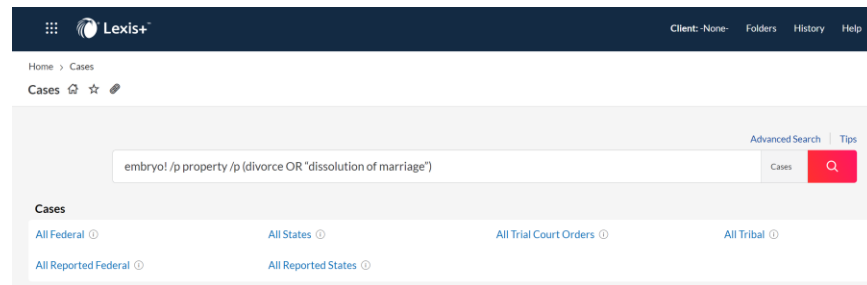 Lexis+ Client: -None- Folders History Help
Home > Cases
Cases
Advanced Search | Tips
embryo! /p property /p (divorce OR “dissolution of marriage”) Cases
Cases
All Federal All States All Trial Court Orders All Tribal
All Reported Federal All Reported States